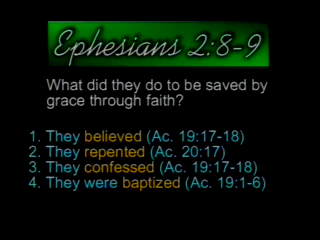 Ephesians 2:8-9
What did they do to be saved by
grace through faith?
1. They believed (Ac. 19:17-18)
2. They repented (Ac. 20:17)
3. They confessed (Ac. 19:17-18)
4. They were baptized (Ac. 19:1-6)